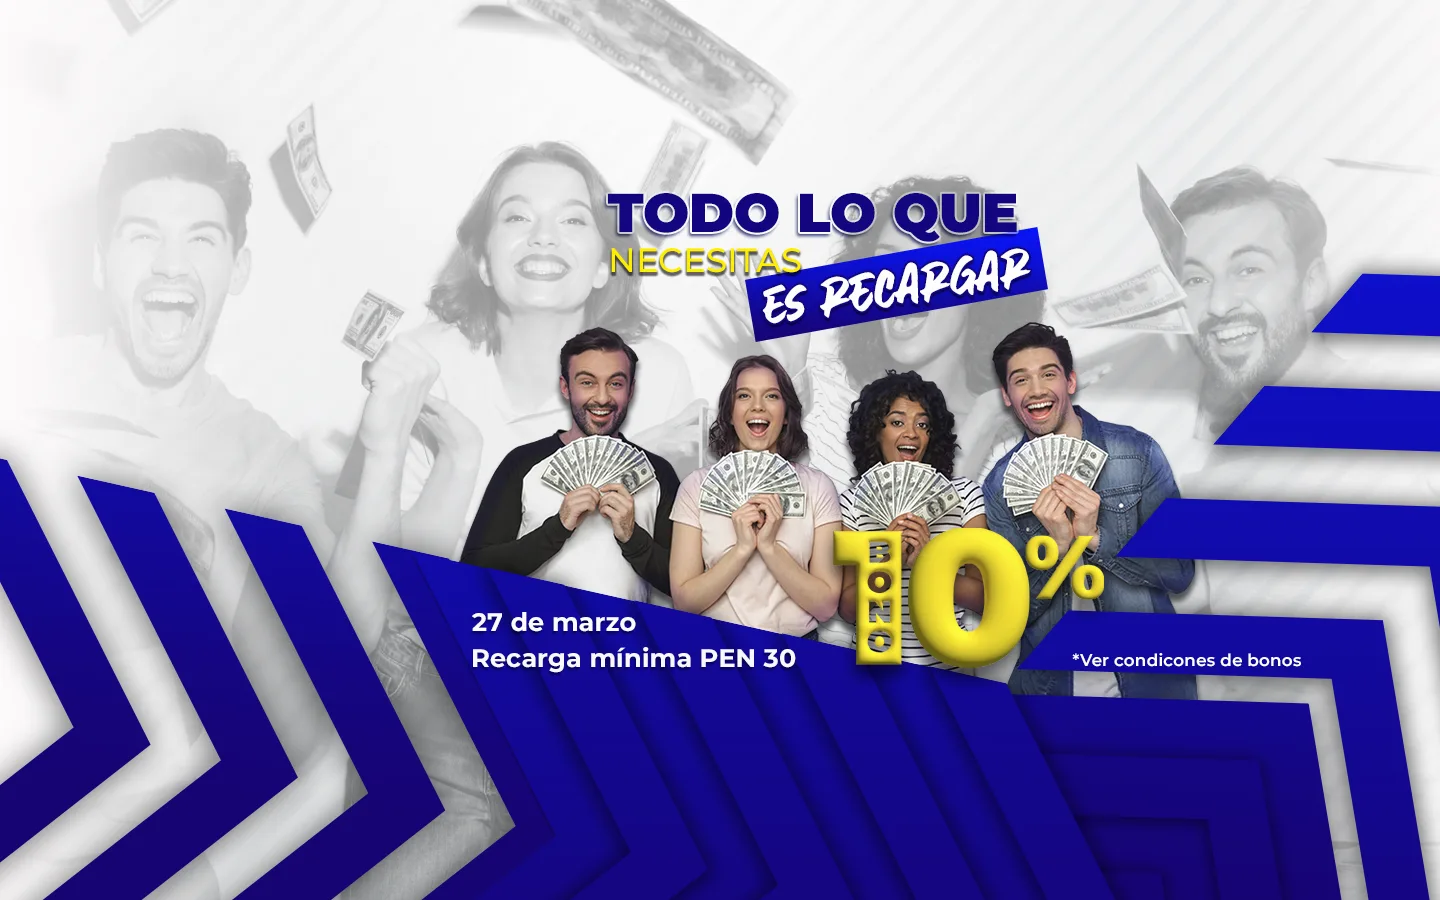 TODO LO QUE
NECESITAS
ES RECARGAR
BONO
10%
27 de marzo
Recarga mínima PEN 30
*Ver condicones de bonos